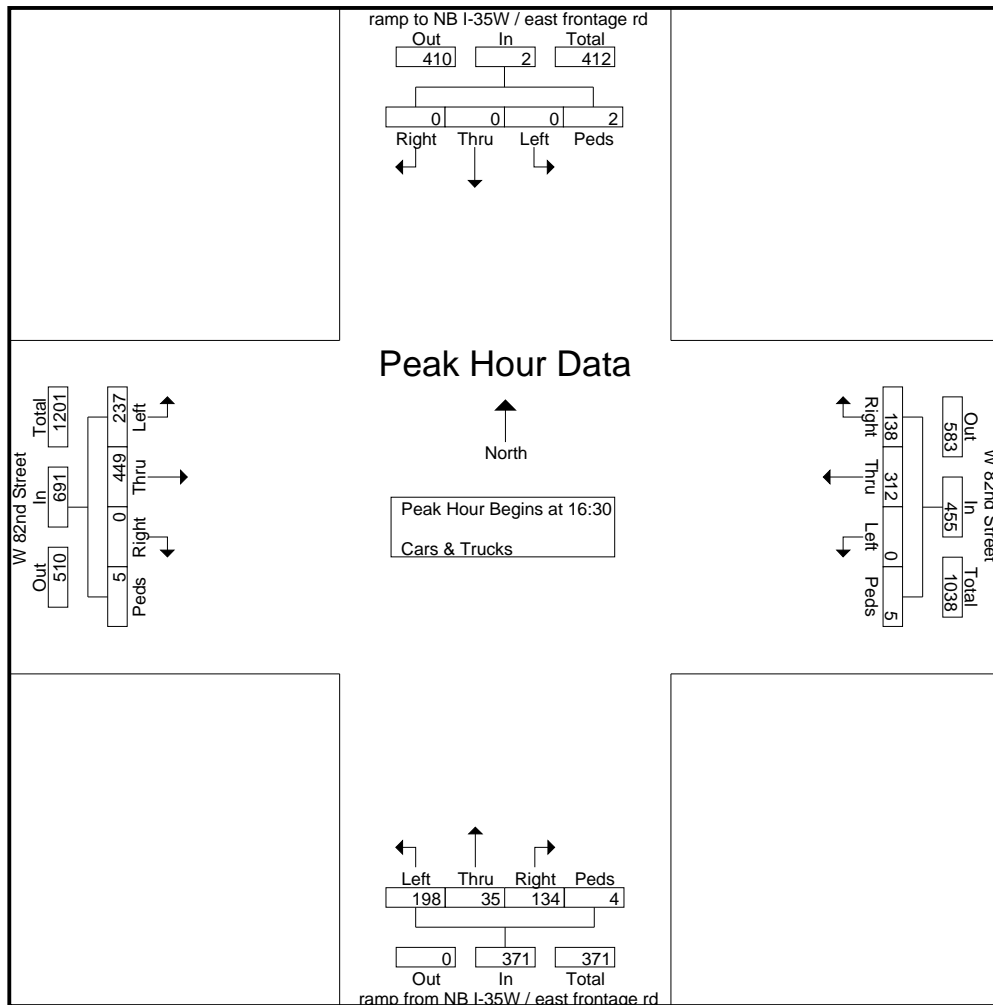 ramp to NB I-35W / east frontage rd
Out In Total
410 2 412
0 0 0 2
Right Thru Left Peds
Peak Hour Data
North
Peak Hour Begins at 16:30
Cars & Trucks
W 82nd Street
Total In Out
1201 691 510
237 449 0 5
Left Thru Right Peds
Right Thru Left Peds
138 312 0 5
583 455 1038
Out In Total
W 82nd Street
Left Thru Right Peds
198 35 134 4
0 371 371
Out In Total
ramp from NB I-35W / east frontage rd